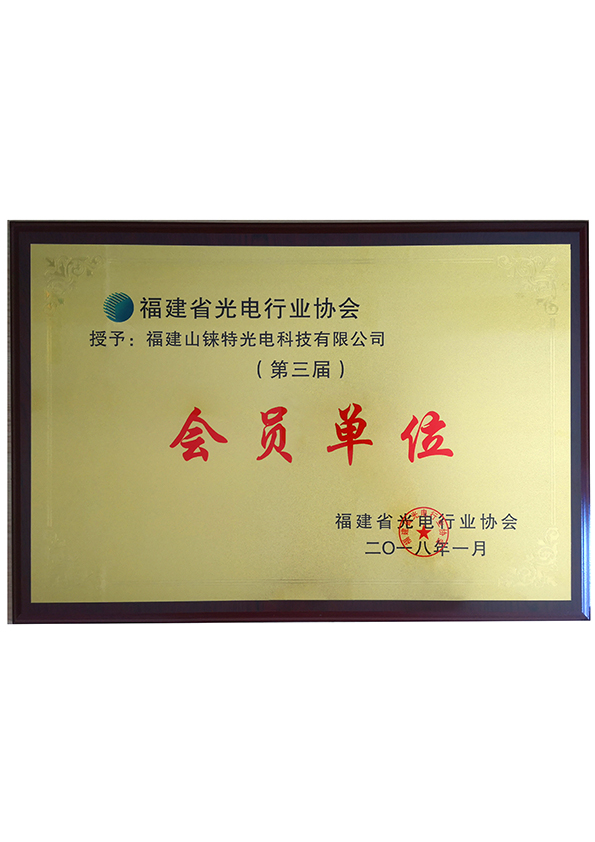 福建省光电行业协会
授予：福建山铼特光电科技有限公司
（第三届）
会员单位
福建省光电行业协会
二〇一八年一月